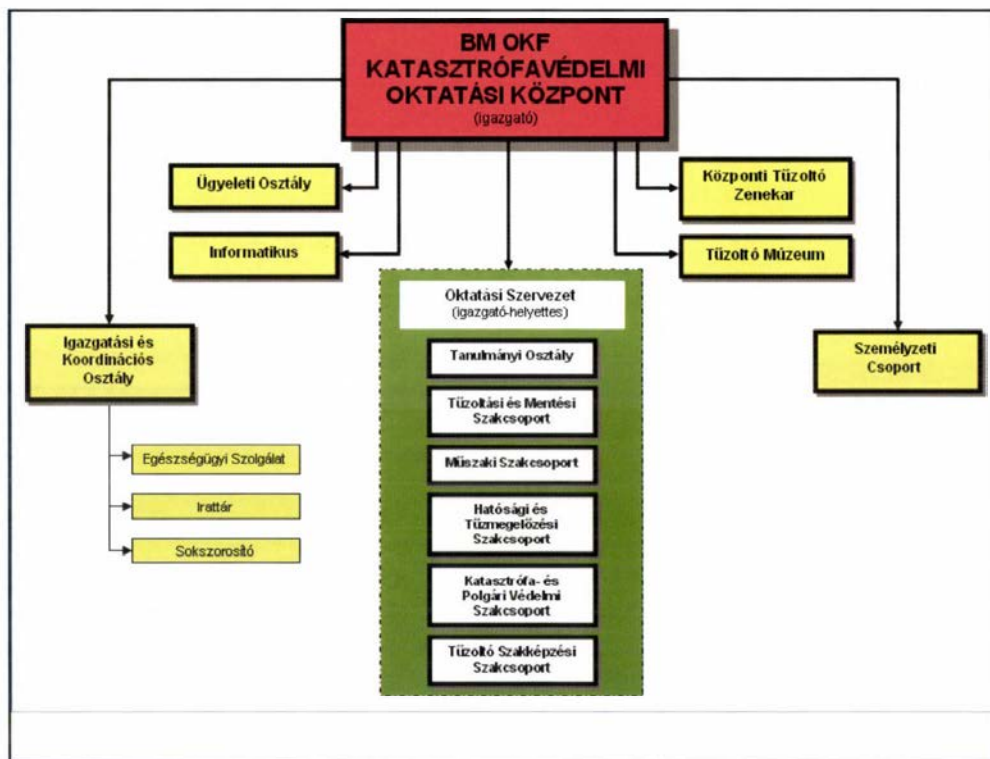 BM OKF
KATASZTRÓFAVÉDELMI
OKTATÁSI KÖZPONT
(igazgató)
Ügyeleti Osztály
Központi Tűzoltó
Zenekar
Informatikus
Tűzoltó Múzeum
Oktatási Szervezet
(igazgató-helyettes)
Igazgatási és
Koordinációs
Osztály
Személyzeti
Csoport
Tanulmányi Osztály
Tűzoltási és Mentési
Szakcsoport
Műszaki Szakcsoport
Hatósági és
Tűzmegelőzési
Szakcsoport
Katasztrófa- és
Polgári Védelmi
Szakcsoport
Tűzoltó Szakképzési
Szakcsoport
Egészségügyi Szolgálat
Irattár
Sokszorosító